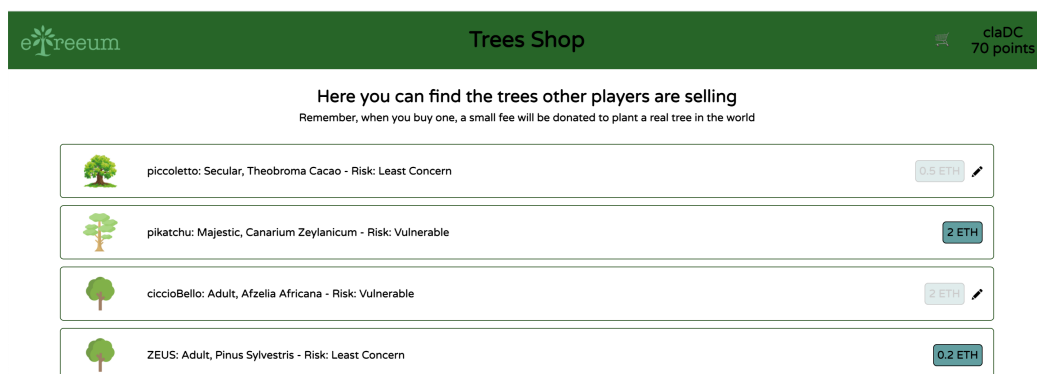 etreeum
Trees Shop
claDC
70 points
Here you can find the trees other players are selling
Remember, when you buy one, a small fee will be donated to plant a real tree in the world
piccoletto: Secular, Theobroma Cacao - Risk: Least Concern
0.5 ETH
pikatchu: Majestic, Canarium Zeylanicum - Risk: Vulnerable
2 ETH
ciccioBello: Adult, Afzelia Africana - Risk: Vulnerable
2 ETH
ZEUS: Adult, Pinus Sylvestris - Risk: Least Concern
0.2 ETH